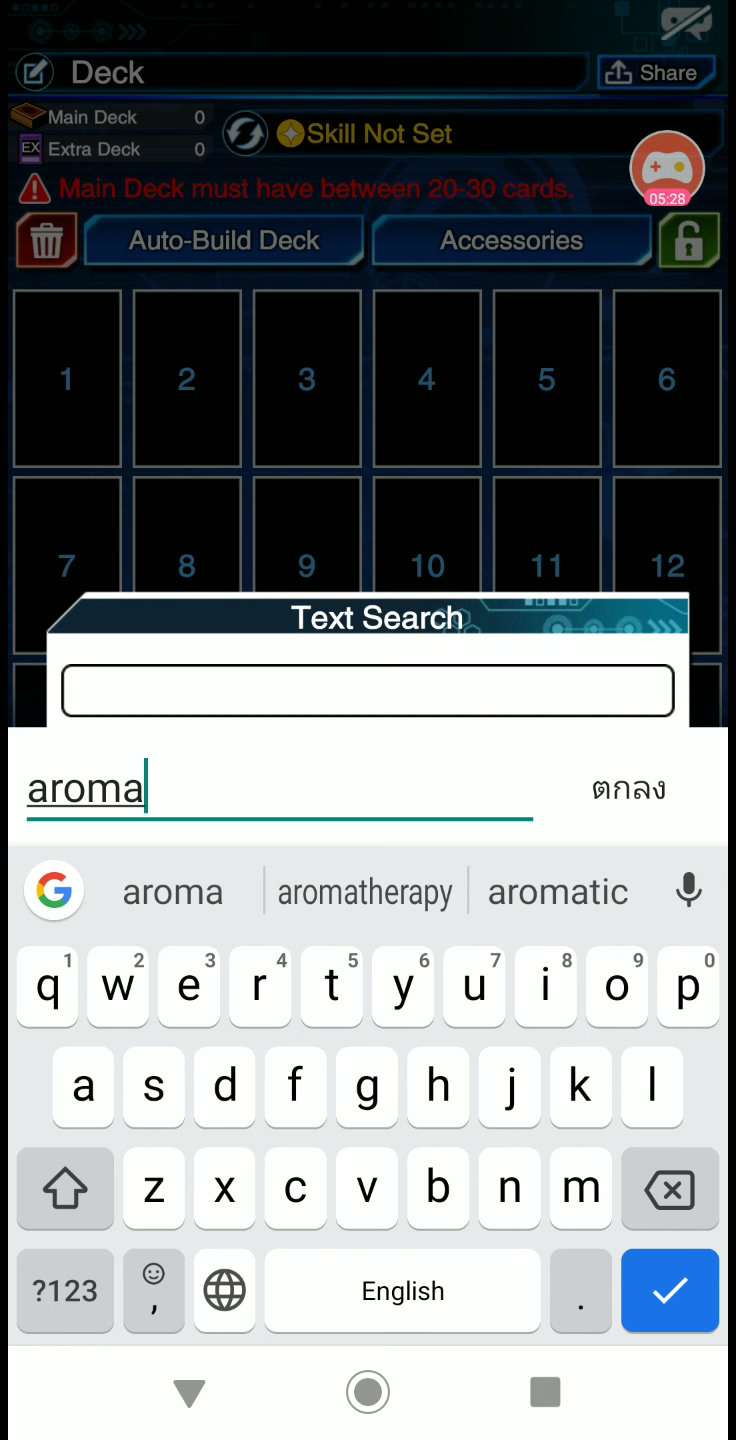 Deck
Share
Main Deck 0
EX Extra Deck 0
Skill Not Set
Main Deck must have between 20-30 cards.
05:28
Auto-Build Deck
Accessories
1 2 3 4 5 6
7 8 9 10 11 12
Text Search
aroma
ตกลง
G aroma aromatherapy aromatic
1 2 3 4 5 6 7 8 9 0
q w e r t y u i o p
a s d f g h j k l
z x c v b n m
?123 , English .